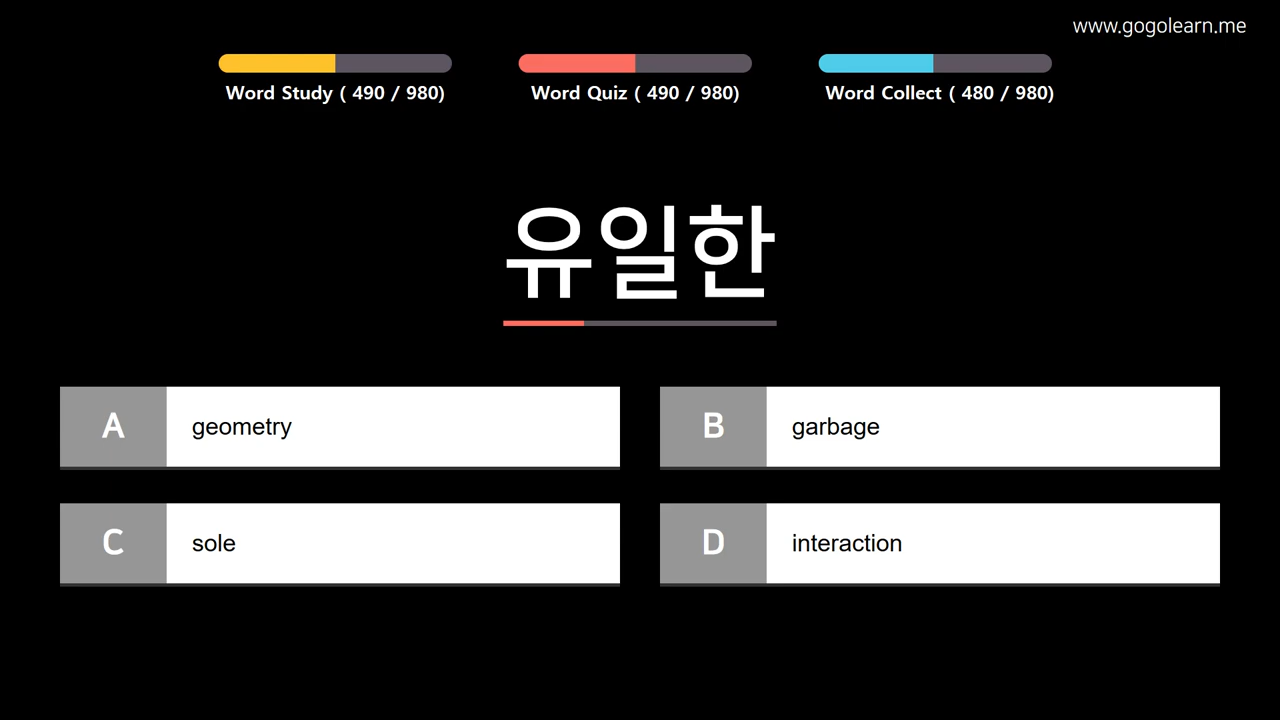 www.gogolearn.me
Word Study ( 490 / 980)
Word Quiz ( 490 / 980)
Word Collect ( 480 / 980)
유일한
A
geometry
B
garbage
C
sole
D
interaction